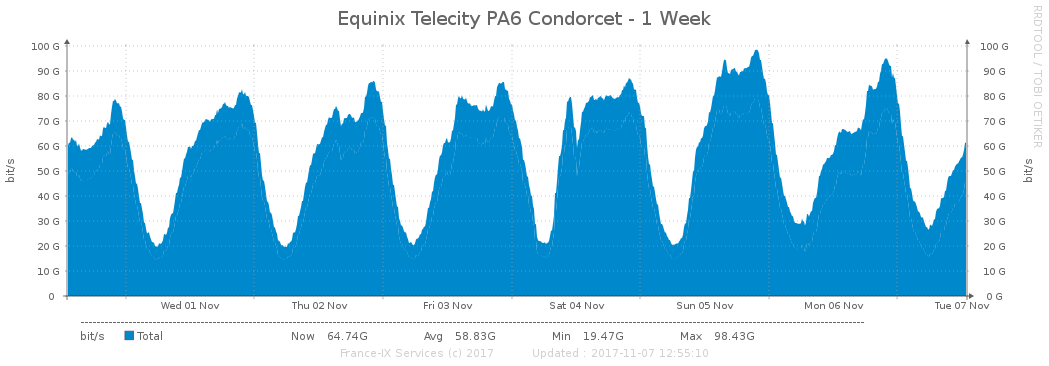 Equinix Telecity PA6 Condorcet - 1 Week
RRDTOOL / TOBI OETIKER
bit/s
bit/s
100 G 100 G
90 G 90 G
80 G 80 G
70 G 70 G
60 G 60 G
50 G 50 G
40 G 40 G
30 G 30 G
20 G 20 G
10 G 10 G
0 0 G
Wed 01 Nov Thu 02 Nov Fri 03 Nov Sat 04 Nov Sun 05 Nov Mon 06 Nov Tue 07 Nov
bit/s Total Now 64.74G Avg 58.83G Min 19.47G Max 98.43G
France-IX Services (c) 2017 Updated : 2017-11-07 12:55:10